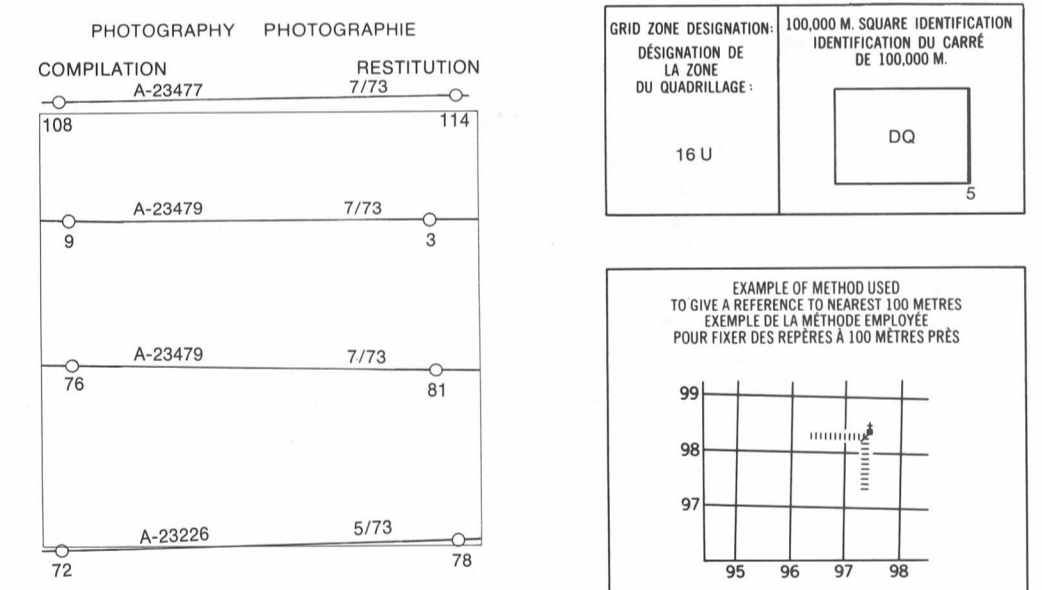 PHOTOGRAPHY PHOTOGRAPHIE
COMPILATION RESTITUTION
A-23477 7/73
108 114
A-23479 7/73
9 3
A-23479 7/73
76 81
A-23226 5/73
72 78
GRID ZONE DESIGNATION:
DÉSIGNATION DE
LA ZONE
DU QUADRILLAGE :
16 U
100,000 M. SQUARE IDENTIFICATION
IDENTIFICATION DU CARRÉ
DE 100,000 M.
DQ
5
EXAMPLE OF METHOD USED
TO GIVE A REFERENCE TO NEAREST 100 METRES
EXEMPLE DE LA MÉTHODE EMPLOYÉE
POUR FIXER DES REPÈRES À 100 MÈTRES PRÈS
99
98
97
95 96 97 98